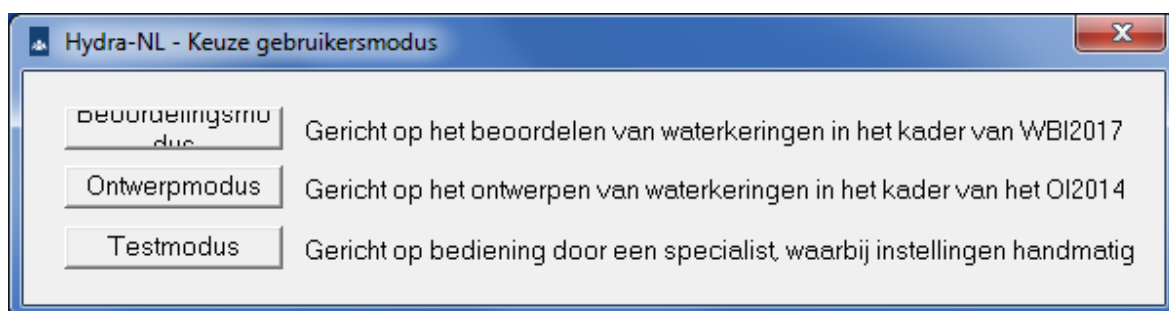 Hydra-NL - Keuze gebruikersmodus
Beoordelingsmo
dus
Gericht op het beoordelen van waterkeringen in het kader van WBI2017
Ontwerpmodus
Gericht op het ontwerpen van waterkeringen in het kader van het OI2014
Testmodus
Gericht op bediening door een specialist, waarbij instellingen handmatig